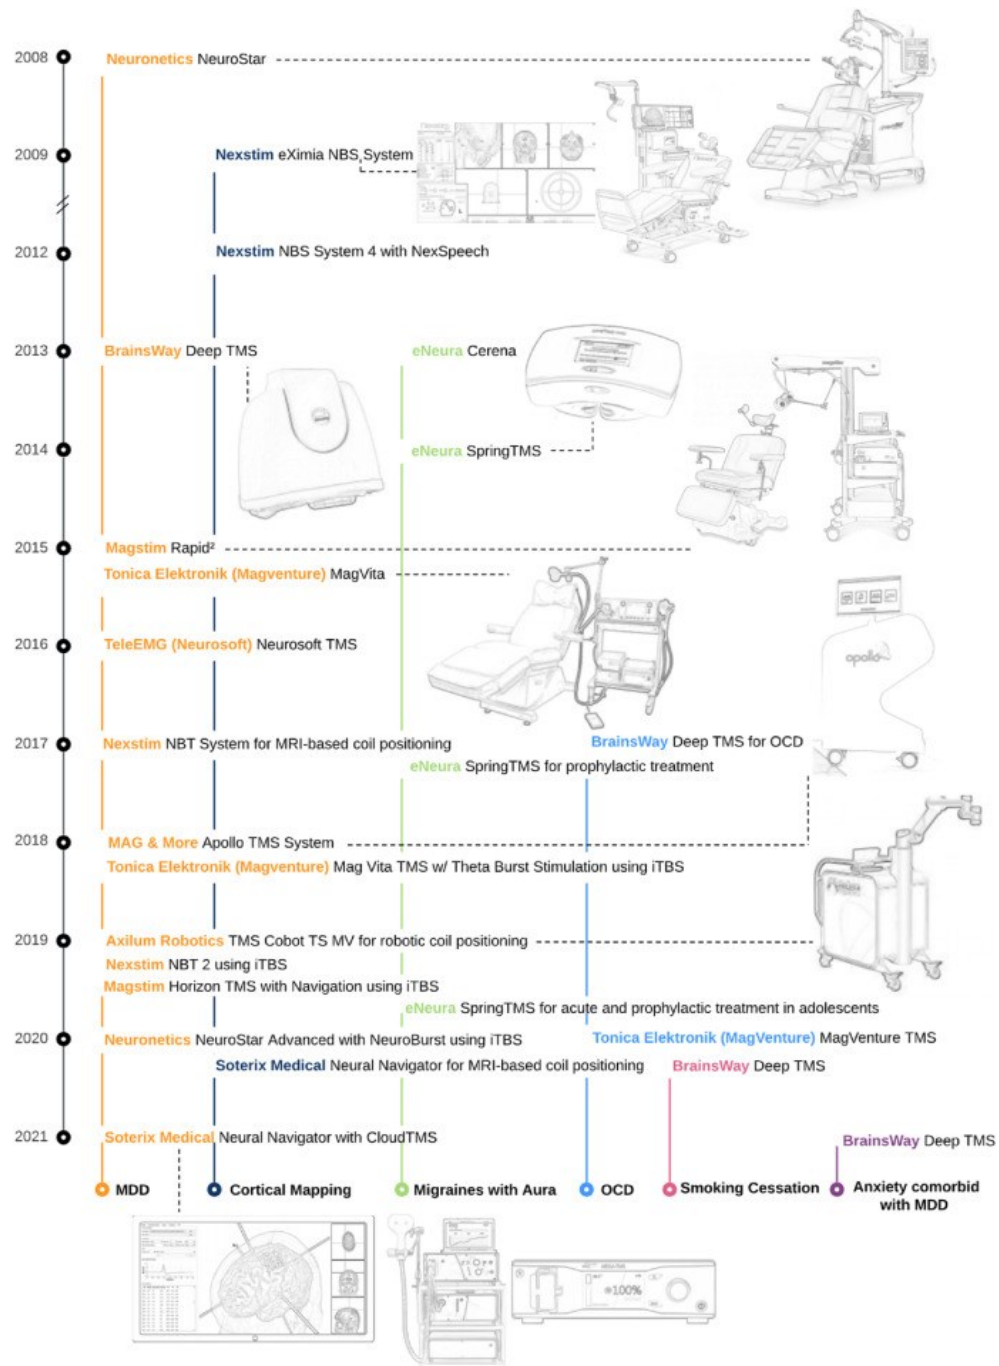 2008
Neuronetics NeuroStar
2009
Nexstim eXimia NBS System
2012
Nexstim NBS System 4 with NexSpeech
2013
BrainsWay Deep TMS
eNeura Cerena
2014
eNeura SpringTMS
2015
Magstim Rapid²
Tonica Elektronik (Magventure) MagVita
apollo
2016
TeleEMG (Neurosoft) Neurosoft TMS
2017
Nexstim NBT System for MRI-based coil positioning
BrainsWay Deep TMS for OCD
eNeura SpringTMS for prophylactic treatment
2018
MAG & More Apollo TMS System
Tonica Elektronik (Magventure) Mag Vita TMS w/ Theta Burst Stimulation using iTBS
2019
Axilum Robotics TMS Cobot TS MV for robotic coil positioning
Nexstim NBT 2 using iTBS
Magstim Horizon TMS with Navigation using iTBS
eNeura SpringTMS for acute and prophylactic treatment in adolescents
2020
Neuronetics NeuroStar Advanced with NeuroBurst using iTBS
Tonica Elektronik (MagVenture) MagVenture TMS
Soterix Medical Neural Navigator for MRI-based coil positioning
BrainsWay Deep TMS
2021
Soterix Medical Neural Navigator with CloudTMS
BrainsWay Deep TMS
MDD
Cortical Mapping
Migraines with Aura
OCD
Smoking Cessation
Anxiety comorbid
with MDD
100%